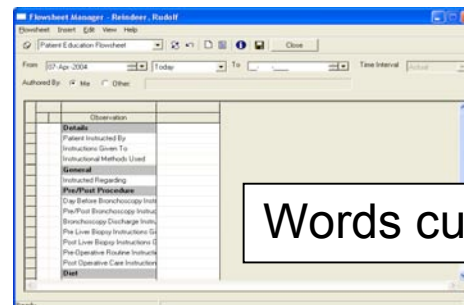 Flowsheet Manager - Reindeer, Rudolf
Flowsheet Insert Edit View Help
Patient Education Flowsheet
Close
From 07-Apr-2004 Today To Time Interval Actual
Authored By: Me Other:
Observation
Details
Patient Instructed By
Instructions Given To
Instructional Methods Used
General
Instructed Regarding
Pre/Post Procedure
Day Before Bronchoscopy Instr
Pre/Post Bronchoscopy Instruc
Bronchoscopy Discharge Instru
Pre Liver Biopsy Instructions Gi
Post Liver Biopsy Instructions G
Pre-Operative Routine Instructi
Post Operative Care Instruction
Diet
Words cu